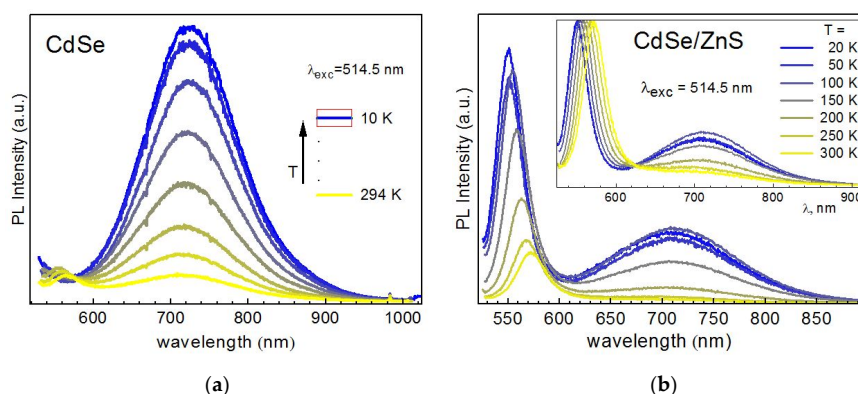 CdSe
λexc=514.5 nm
10 K
T
294 K
PL Intensity (a.u.)
600 700 800 900 1000
wavelength (nm)
(a)
CdSe/ZnS
T =
20 K
50 K
100 K
150 K
200 K
250 K
300 K
λexc = 514.5 nm
600 700 800 900
λ, nm
PL Intensity (a.u.)
550 600 650 700 750 800 850
wavelength (nm)
(b)